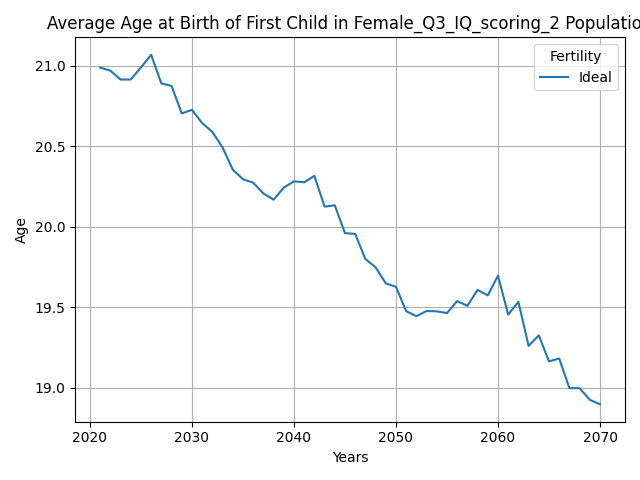 Average Age at Birth of First Child in Female_Q3_IQ_scoring_2 Populatio
Fertility
Ideal
21.0
20.5
20.0
19.5
19.0
Age
2020 2030 2040 2050 2060 2070
Years